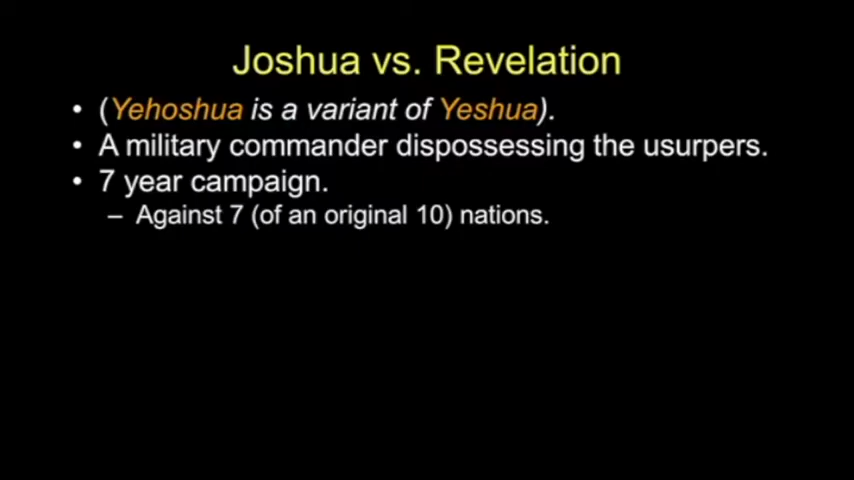 Joshua vs. Revelation
• (Yehoshua is a variant of Yeshua).
• A military commander dispossessing the usurpers.
• 7 year campaign.
– Against 7 (of an original 10) nations.